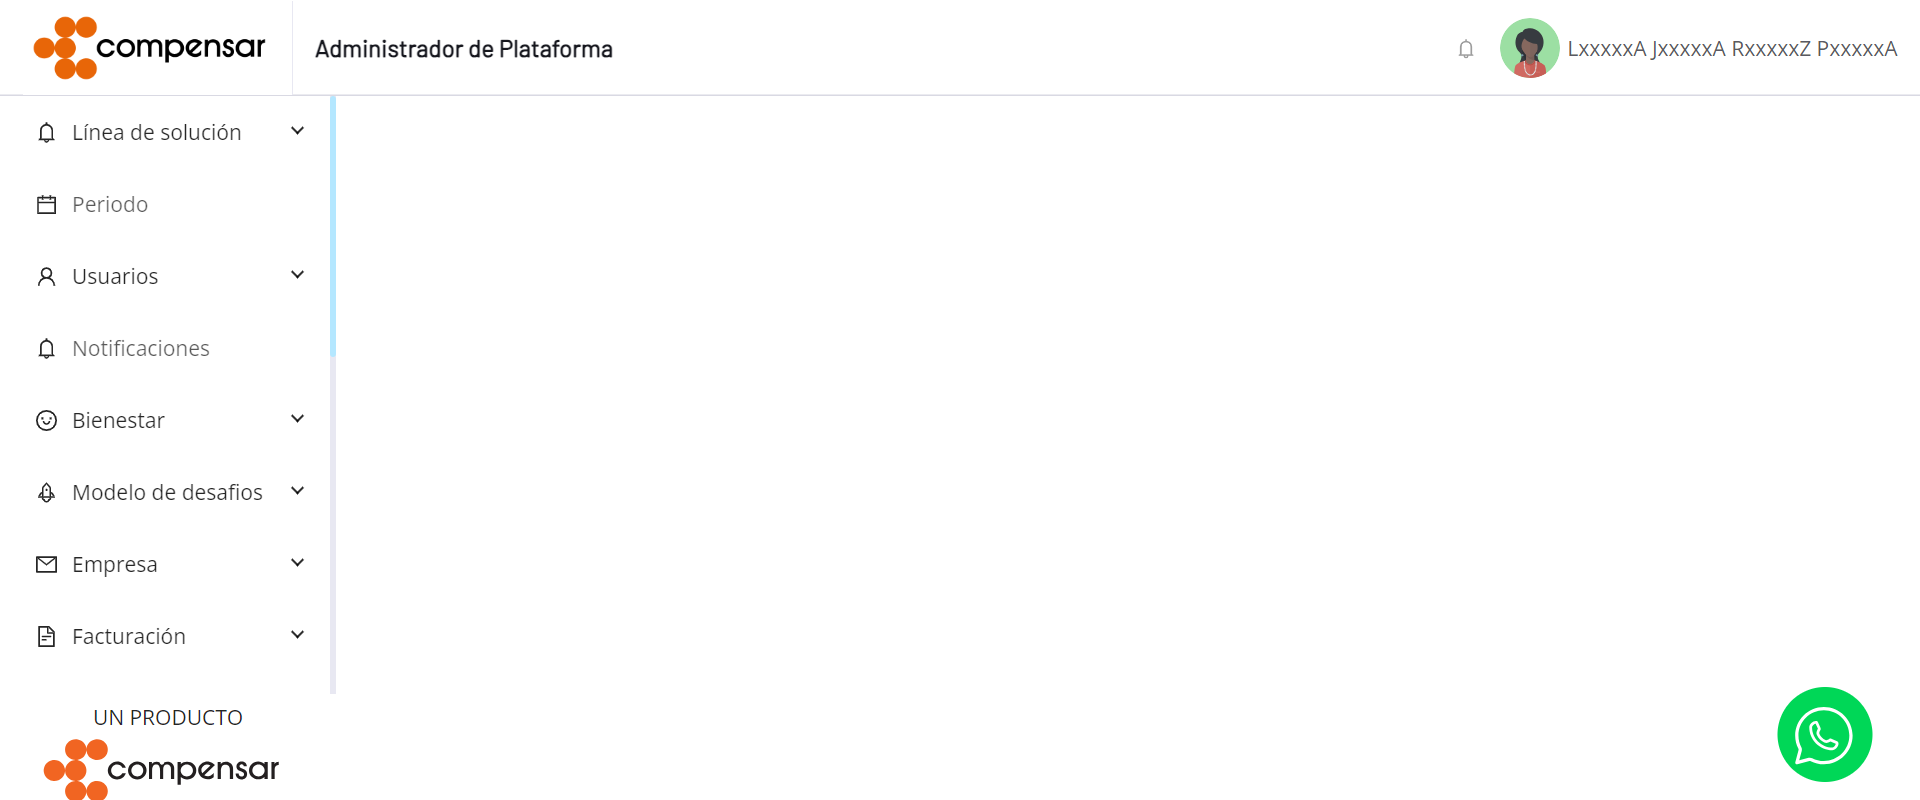 compensar
Administrador de Plataforma
LxxxxxA JxxxxxA RxxxxxZ PxxxxxA
Línea de solución
Periodo
Usuarios
Notificaciones
Bienestar
Modelo de desafios
Empresa
Facturación
UN PRODUCTO
compensar